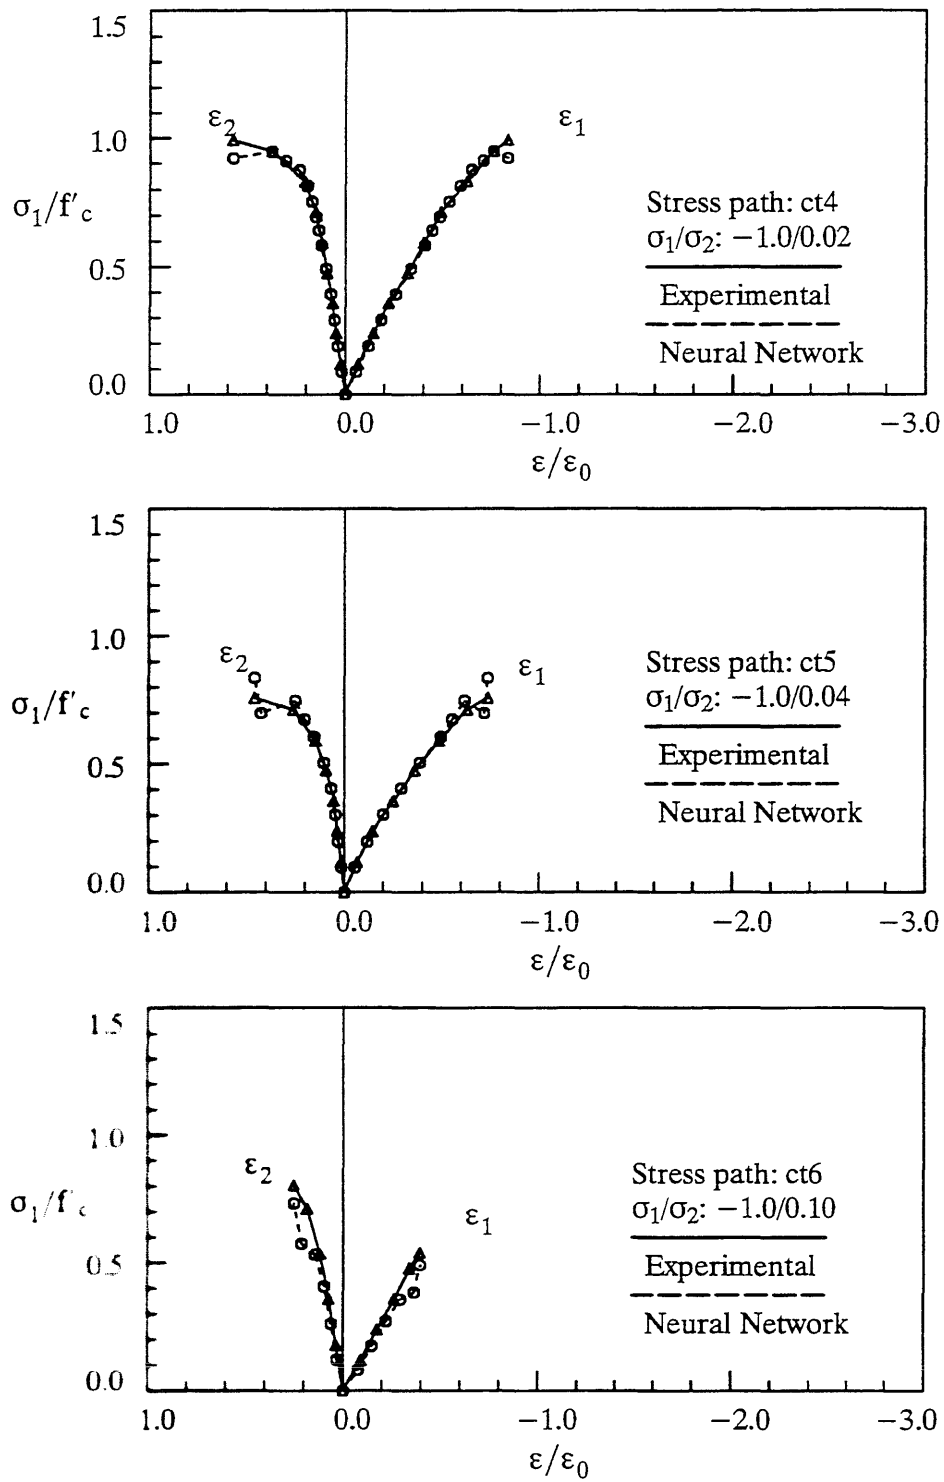 1.5
ε₂
ε₁
1.0
σ₁/f′c
Stress path: ct4
σ₁/σ₂: −1.0/0.02
0.5
Experimental
Neural Network
0.0
1.0 0.0 −1.0 −2.0 −3.0
ε/ε₀
1.5
1.0
ε₂
ε₁
Stress path: ct5
σ₁/f′c
σ₁/σ₂: −1.0/0.04
0.5
Experimental
Neural Network
0.0
1.0 0.0 −1.0 −2.0 −3.0
ε/ε₀
1.5
1.0
ε₂
Stress path: ct6
σ₁/f′c
σ₁/σ₂: −1.0/0.10
ε₁
0.5
Experimental
Neural Network
0.0
1.0 0.0 −1.0 −2.0 −3.0
ε/ε₀